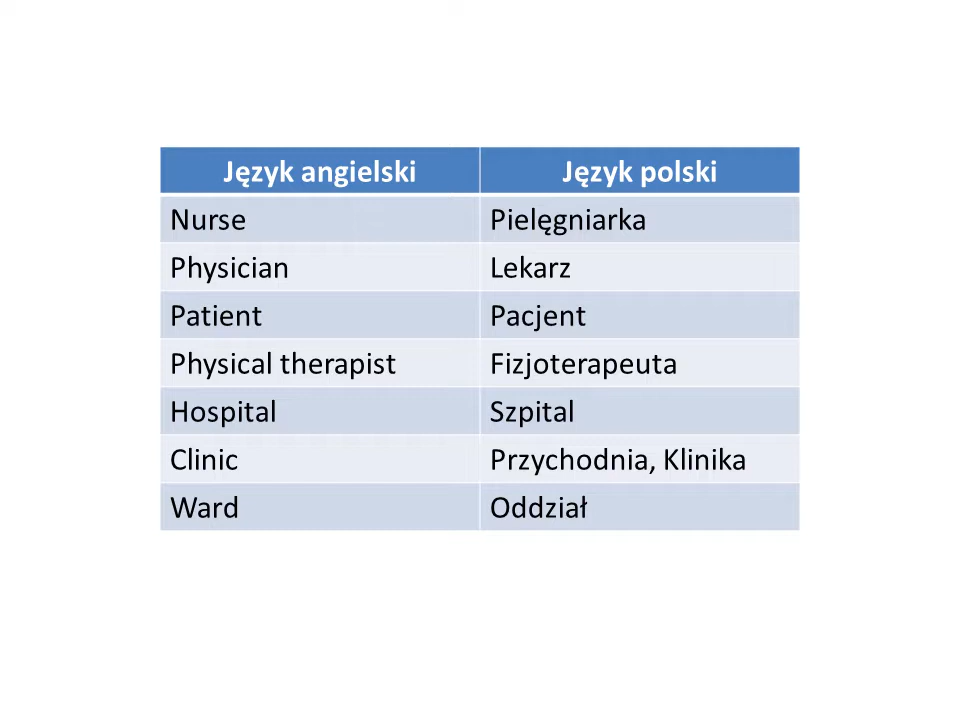 Język angielski Język polski
Nurse Pielęgniarka
Physician Lekarz
Patient Pacjent
Physical therapist Fizjoterapeuta
Hospital Szpital
Clinic Przychodnia, Klinika
Ward Oddział